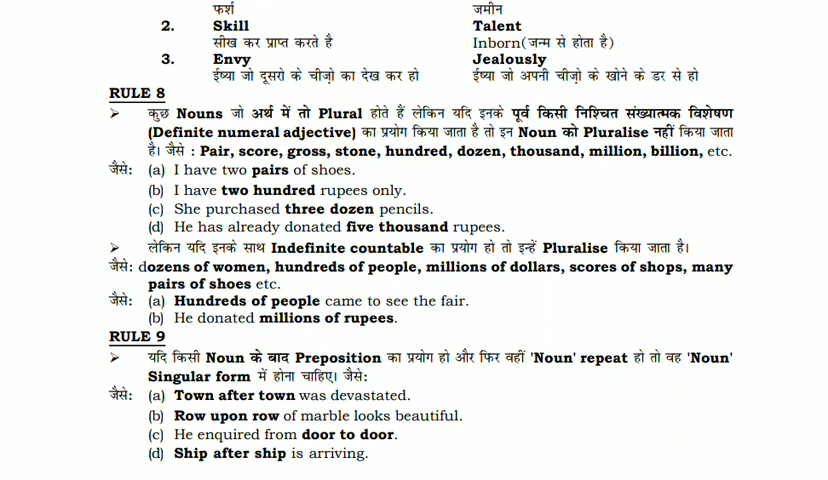 फर्श जमीन
2. Skill Talent
सीख कर प्राप्त करते है Inborn(जन्म से होता है)
3. Envy Jealously
ईष्या जो दूसरो के चीजो़ का देख कर हो ईष्या जो अपनी चीजो़ के खोने के डर से हो
RULE 8
➢ कुछ Nouns जो अर्थ में तो Plural होते हैं लेकिन यदि इनके पूर्व किसी निश्चित संख्यात्मक विशेषण
(Definite numeral adjective) का प्रयोग किया जाता है तो इन Noun को Pluralise नहीं किया जाता
है। जैसे : Pair, score, gross, stone, hundred, dozen, thousand, million, billion, etc.
जैसे: (a) I have two pairs of shoes.
(b) I have two hundred rupees only.
(c) She purchased three dozen pencils.
(d) He has already donated five thousand rupees.
➢ लेकिन यदि इनके साथ Indefinite countable का प्रयोग हो तो इन्हें Pluralise किया जाता है।
जैसे: dozens of women, hundreds of people, millions of dollars, scores of shops, many
pairs of shoes etc.
जैसे: (a) Hundreds of people came to see the fair.
(b) He donated millions of rupees.
RULE 9
➢ यदि किसी Noun के बाद Preposition का प्रयोग हो और फिर वहीं 'Noun' repeat हो तो वह 'Noun'
Singular form में होना चाहिए। जैसे:
जैसे: (a) Town after town was devastated.
(b) Row upon row of marble looks beautiful.
(c) He enquired from door to door.
(d) Ship after ship is arriving.